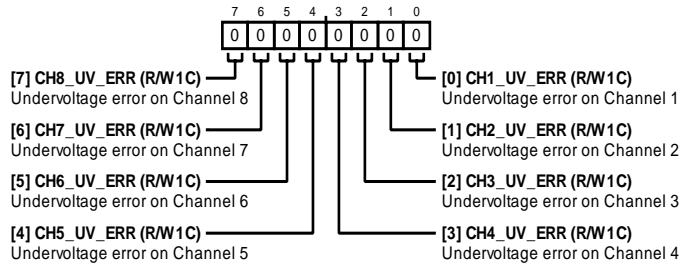 7 6 5 4 3 2 1 0
0 0 0 0 0 0 0 0
[7] CH8_UV_ERR (R/W1C)
Undervoltage error on Channel 8
[6] CH7_UV_ERR (R/W1C)
Undervoltage error on Channel 7
[5] CH6_UV_ERR (R/W1C)
Undervoltage error on Channel 6
[4] CH5_UV_ERR (R/W1C)
Undervoltage error on Channel 5
[0] CH1_UV_ERR (R/W1C)
Undervoltage error on Channel 1
[1] CH2_UV_ERR (R/W1C)
Undervoltage error on Channel 2
[2] CH3_UV_ERR (R/W1C)
Undervoltage error on Channel 3
[3] CH4_UV_ERR (R/W1C)
Undervoltage error on Channel 4